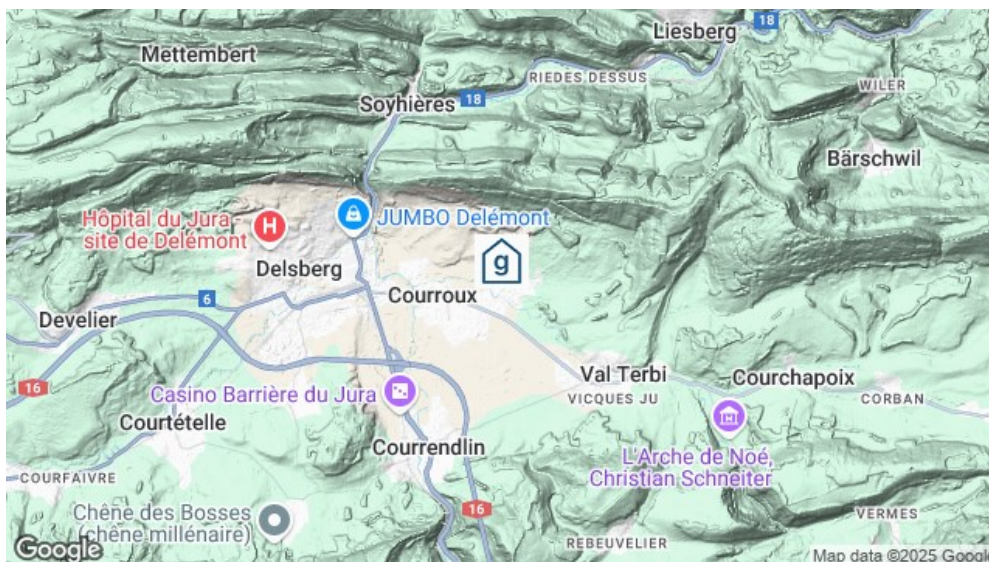 18
Liesberg
Mettembert
RIEDES DESSUS
WILER
Soyhières
18
Bärschwil
Hôpital du Jura -
site de Delémont
H
JUMBO Delémont
g
Delsberg
6
Courroux
Develier
16
Casino Barrière du Jura
Val Terbi
Courchapoix
VICQUES JU
CORBAN
Courtételle
Courrendlin
L'Arche de Noé,
Christian Schneiter
COURFAIVRE
16
Chêne des Bosses
(chêne millénaire)
VERMES
REBEUVELIER
Google
Map data ©2025 Google